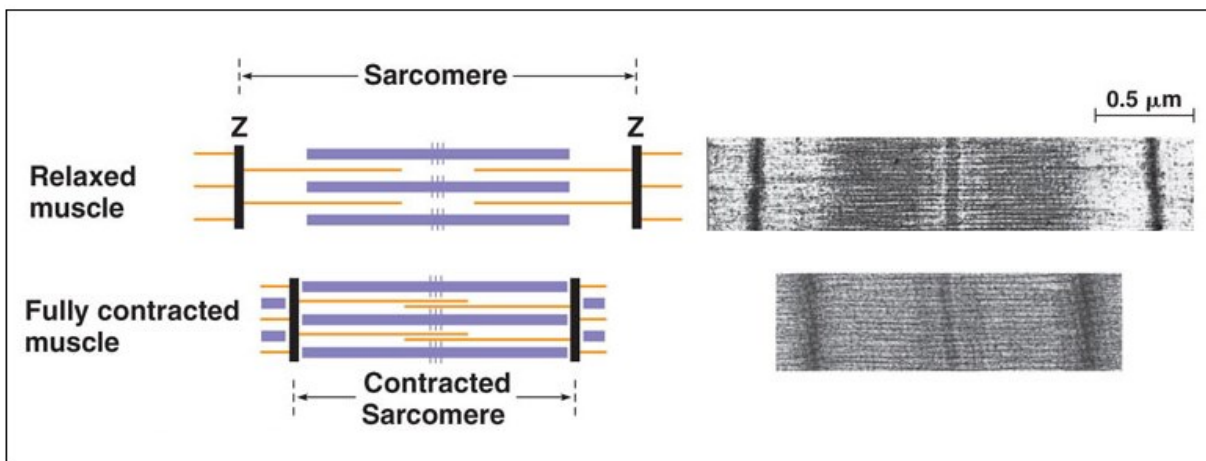 Sarcomere
0.5 μm
Z
Z
Relaxed
muscle
Fully contracted
muscle
Contracted
Sarcomere